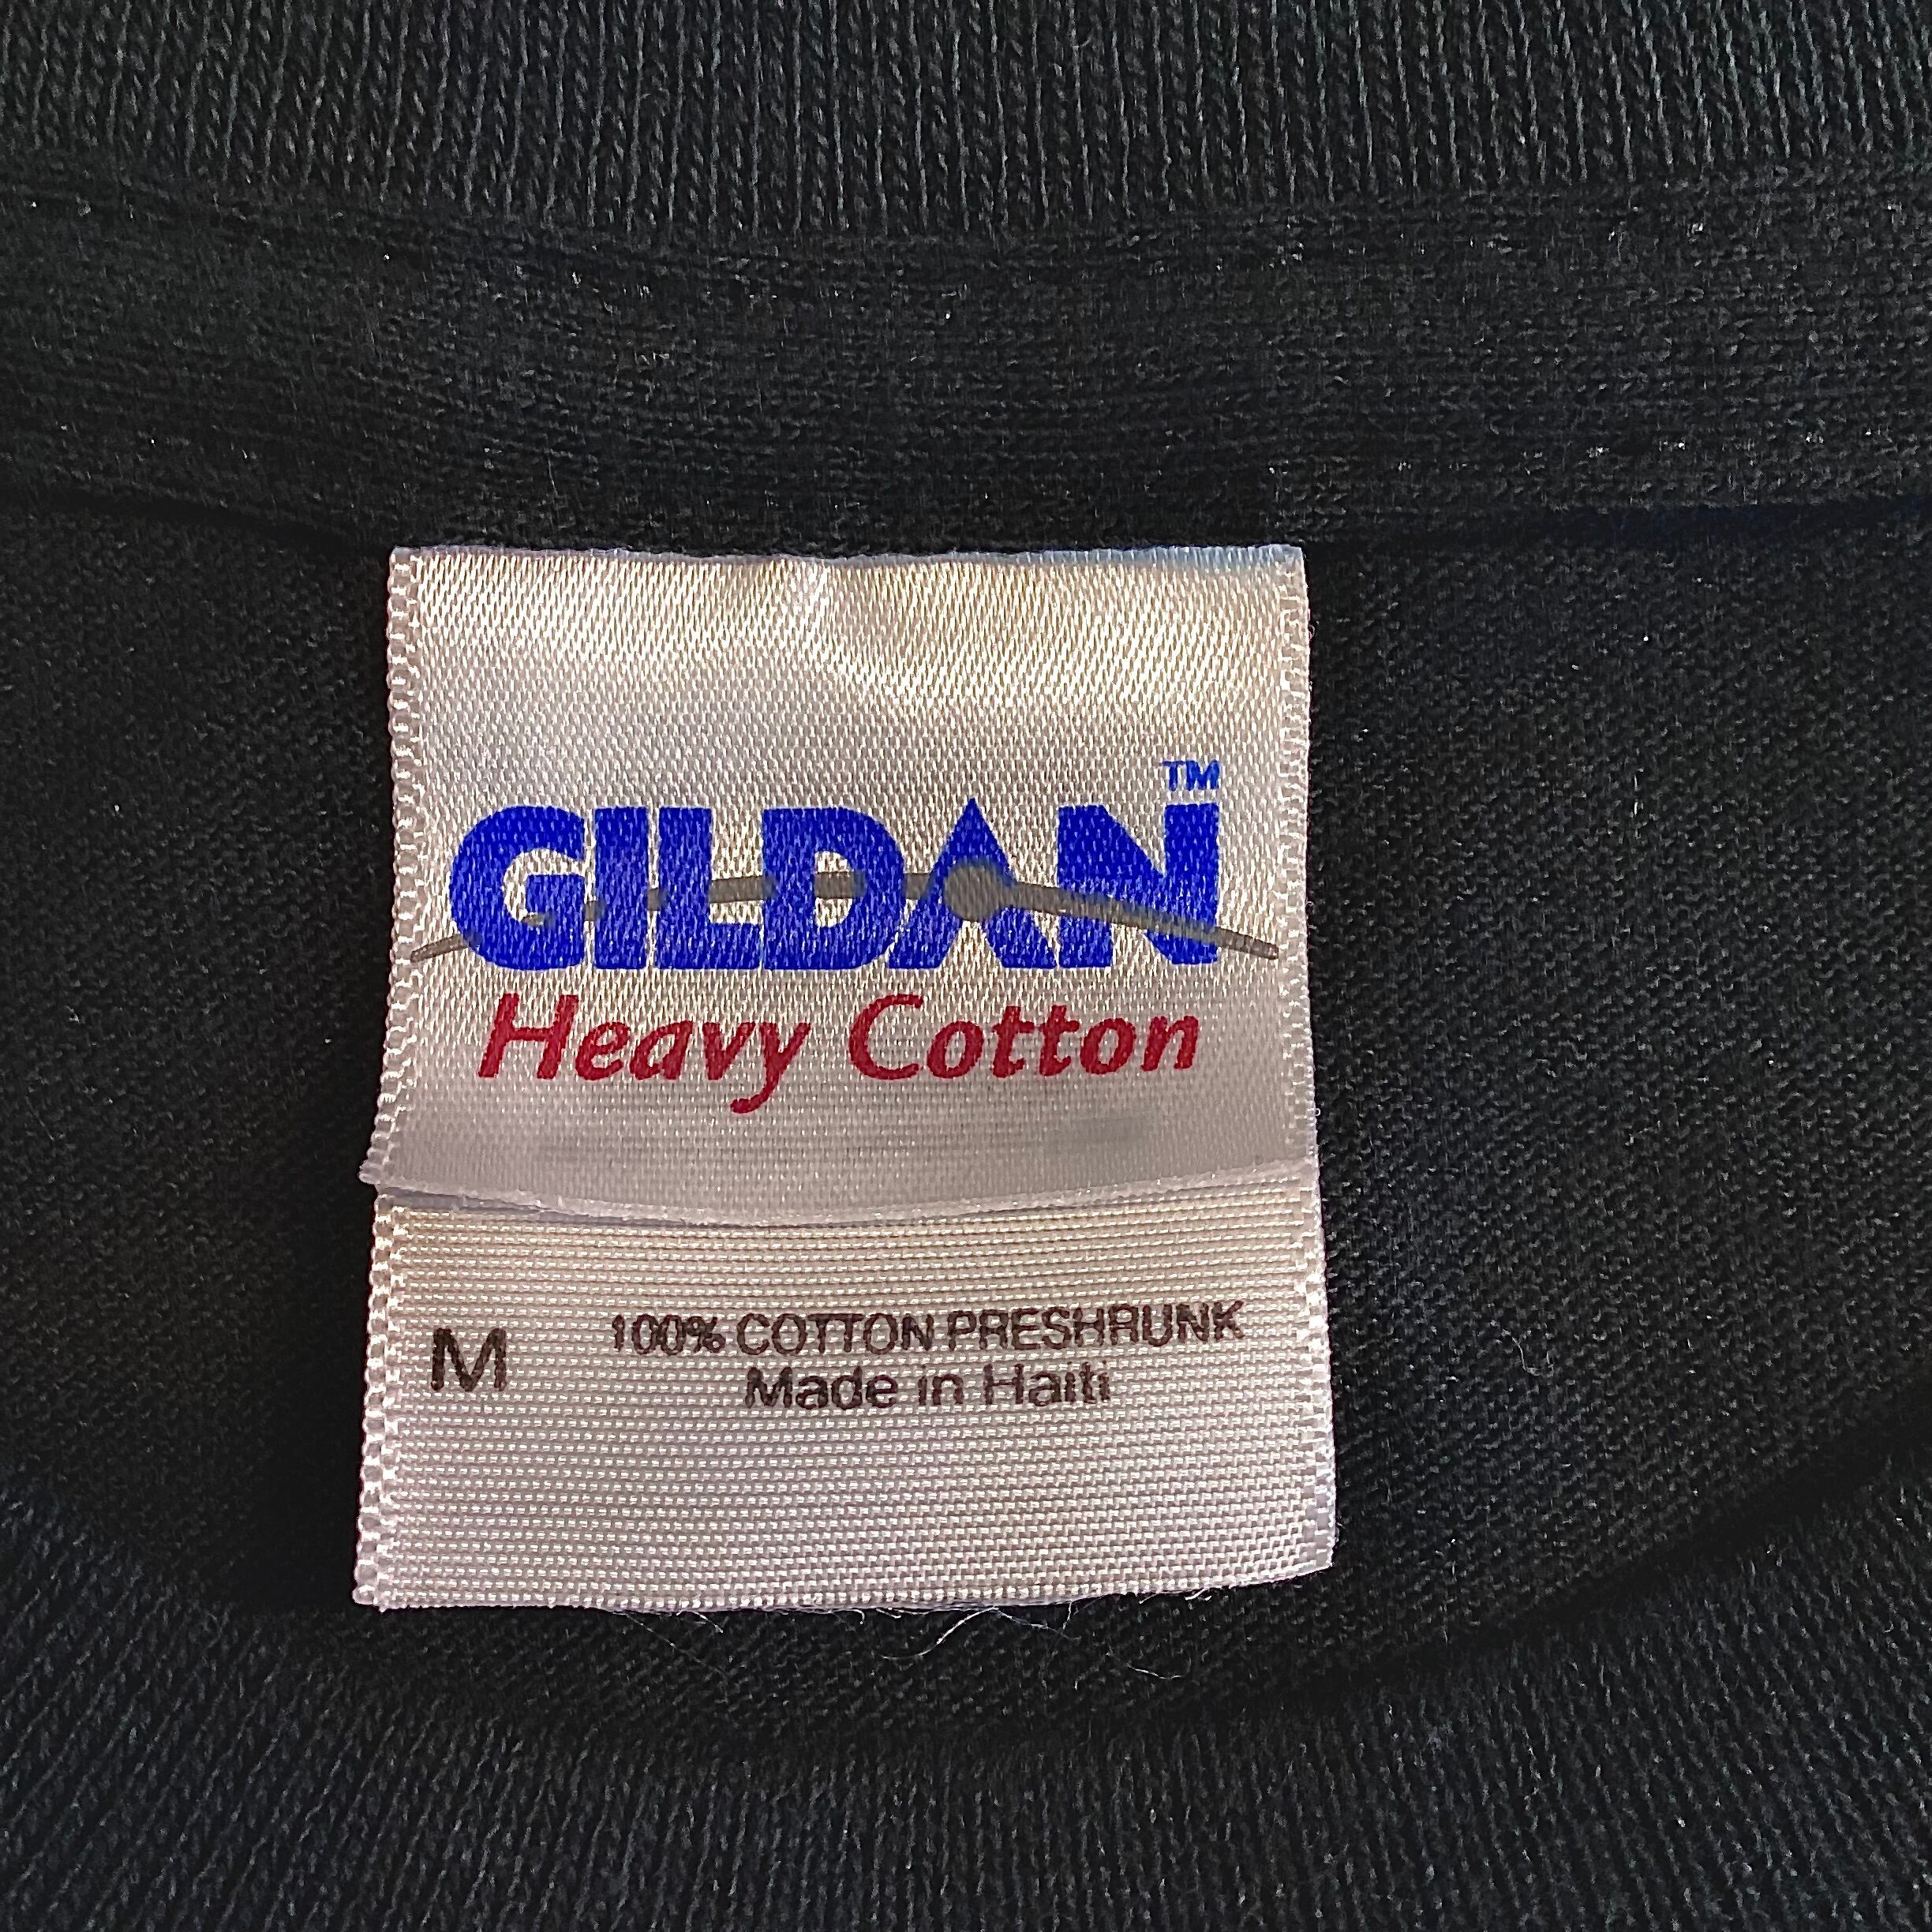 GILDAN™
Heavy Cotton
M 100% COTTON PRESHRUNK
Made in Haiti